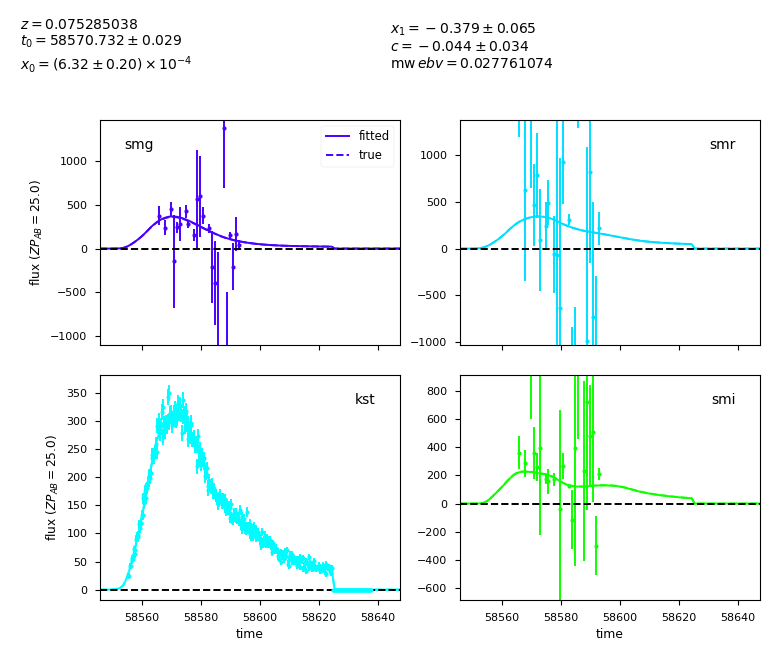 z = 0.075285038
t₀ = 58570.732 ± 0.029
x₀ = (6.32 ± 0.20) × 10⁻⁴
x₁ = −0.379 ± 0.065
c = −0.044 ± 0.034
mw ebv = 0.027761074
smg
fitted
true
1000
500
0
−500
−1000
flux (ZP_AB = 25.0)
smr
1000
500
0
−500
−1000
kst
350
300
250
200
150
100
50
0
flux (ZP_AB = 25.0)
58560 58580 58600 58620 58640
time
smi
800
600
400
200
0
−200
−400
−600
58560 58580 58600 58620 58640
time